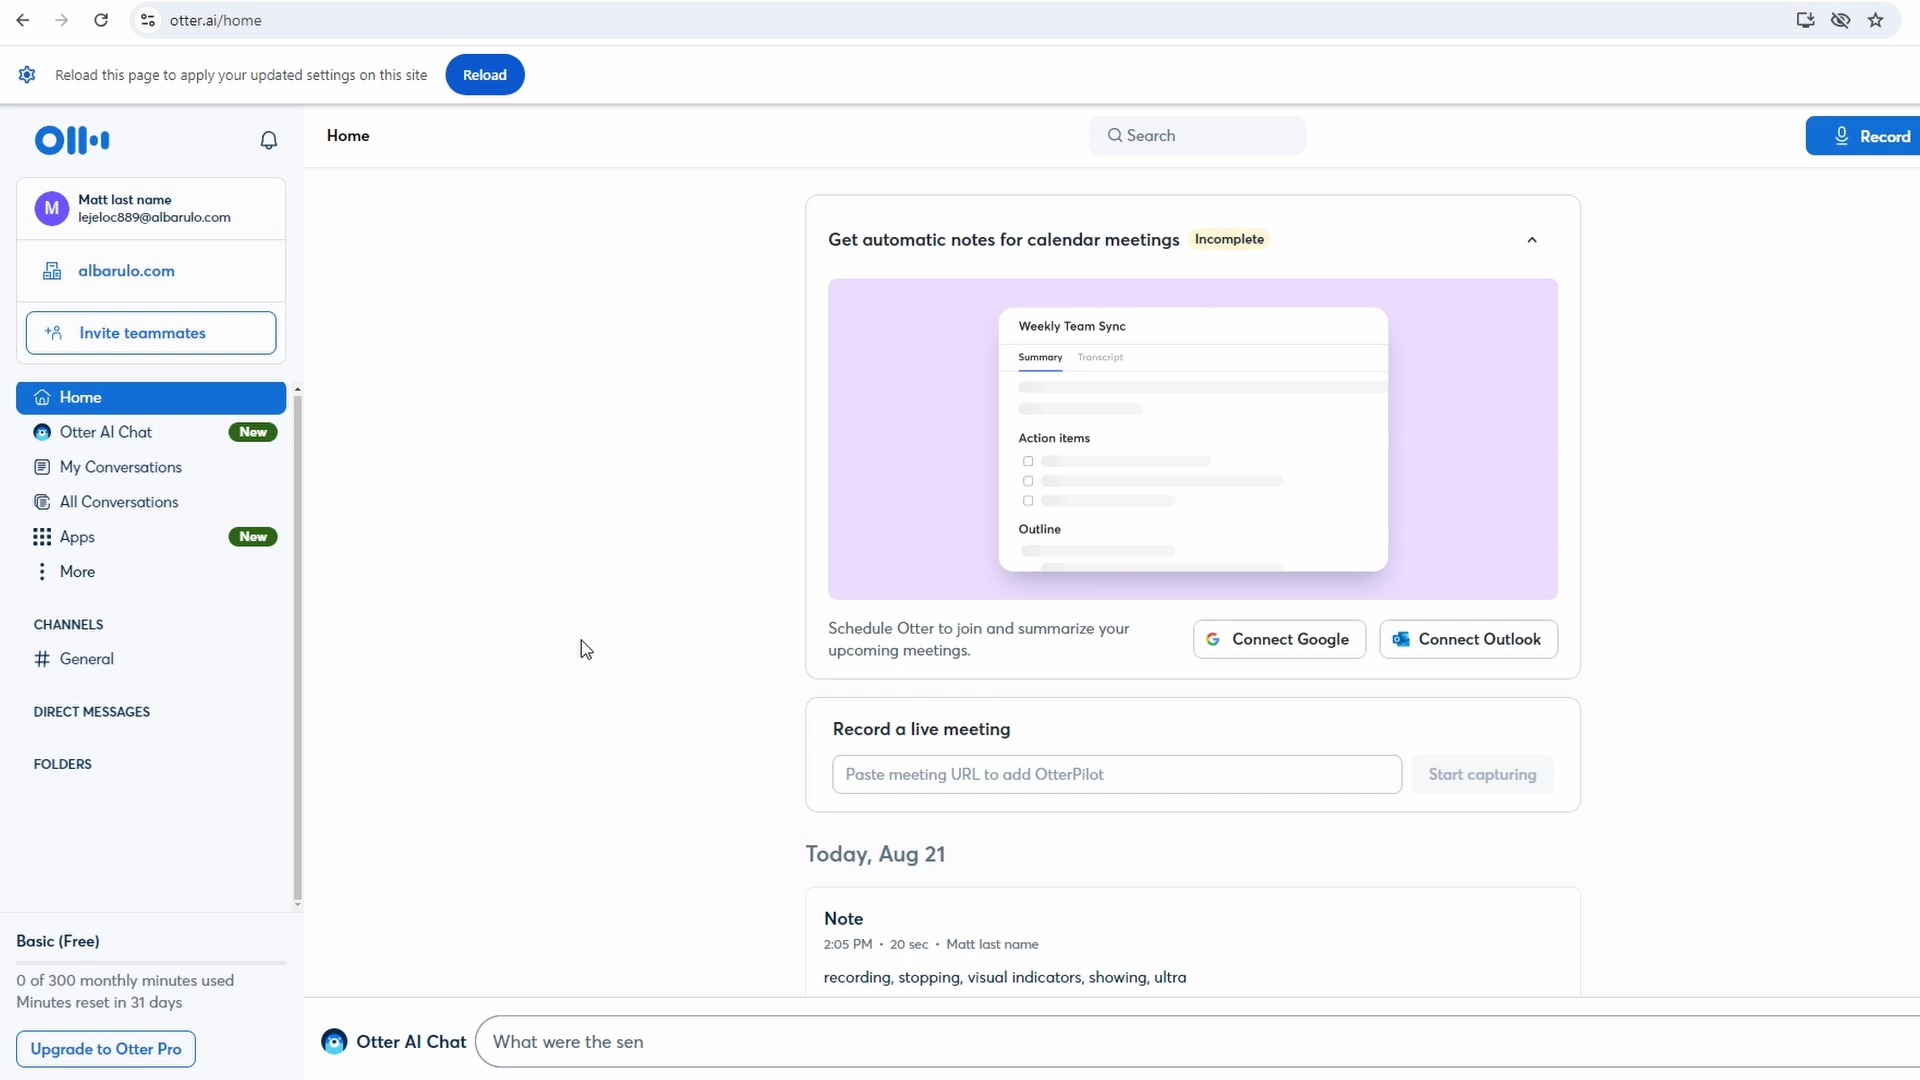 otter.ai/home
Reload this page to apply your updated settings on this site
Reload
Home
Search
Record
M
Matt last name
lejeloc889@albarulo.com
albarulo.com
Invite teammates
Home
Otter AI Chat
New
My Conversations
All Conversations
Apps
New
More
CHANNELS
General
DIRECT MESSAGES
FOLDERS
Basic (Free)
0 of 300 monthly minutes used
Minutes reset in 31 days
Upgrade to Otter Pro
Get automatic notes for calendar meetings
Incomplete
Weekly Team Sync
Summary
Transcript
Action items
Outline
Schedule Otter to join and summarize your
upcoming meetings.
Connect Google
Connect Outlook
Record a live meeting
Paste meeting URL to add OtterPilot
Start capturing
Today, Aug 21
Note
2:05 PM • 20 sec • Matt last name
recording, stopping, visual indicators, showing, ultra
Otter AI Chat
What were the sen